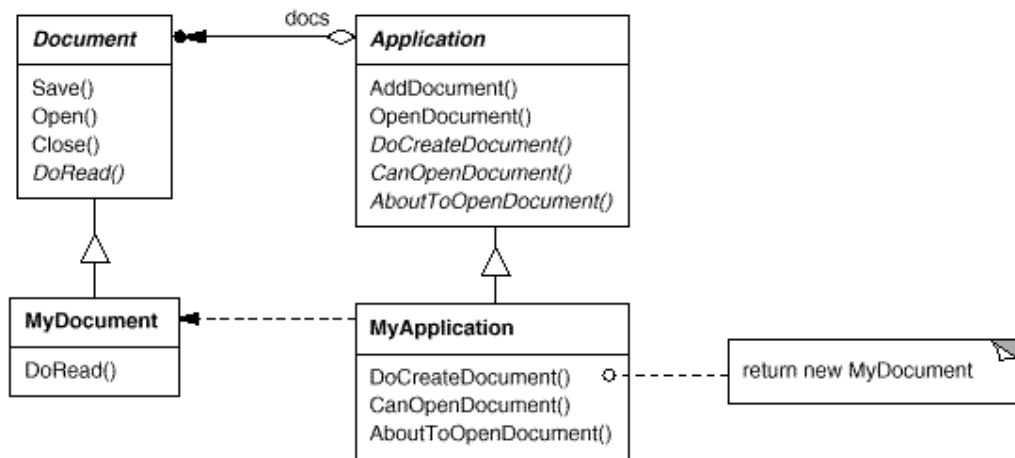 docs
Document
Save()
Open()
Close()
DoRead()
Application
AddDocument()
OpenDocument()
DoCreateDocument()
CanOpenDocument()
AboutToOpenDocument()
MyDocument
DoRead()
MyApplication
DoCreateDocument()
CanOpenDocument()
AboutToOpenDocument()
return new MyDocument